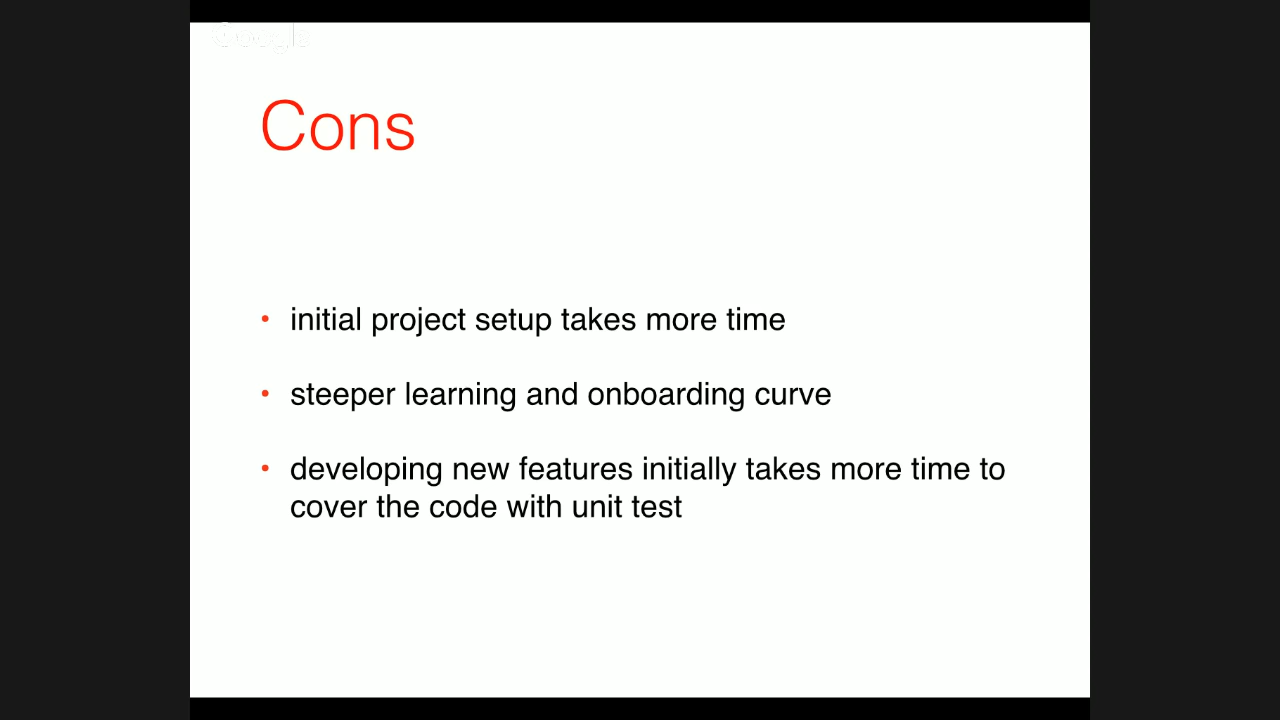 Google
Cons
• initial project setup takes more time
• steeper learning and onboarding curve
• developing new features initially takes more time to
cover the code with unit test